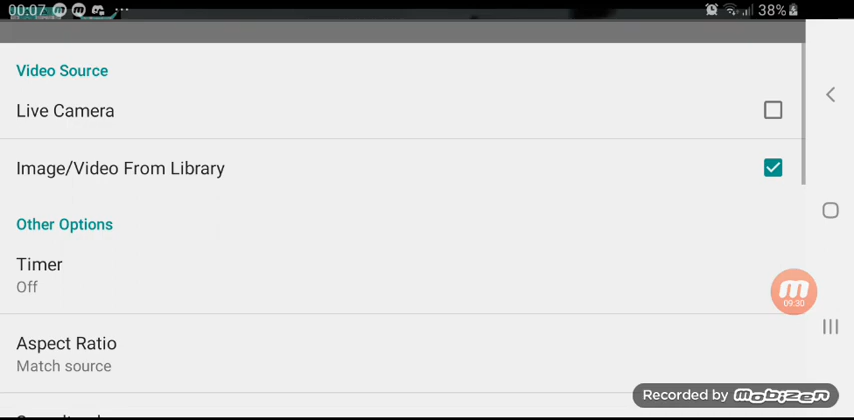 00:07 38%
Video Source
Live Camera
Image/Video From Library
Other Options
Timer
Off
Aspect Ratio
Match source
09:30
Recorded by mobizen